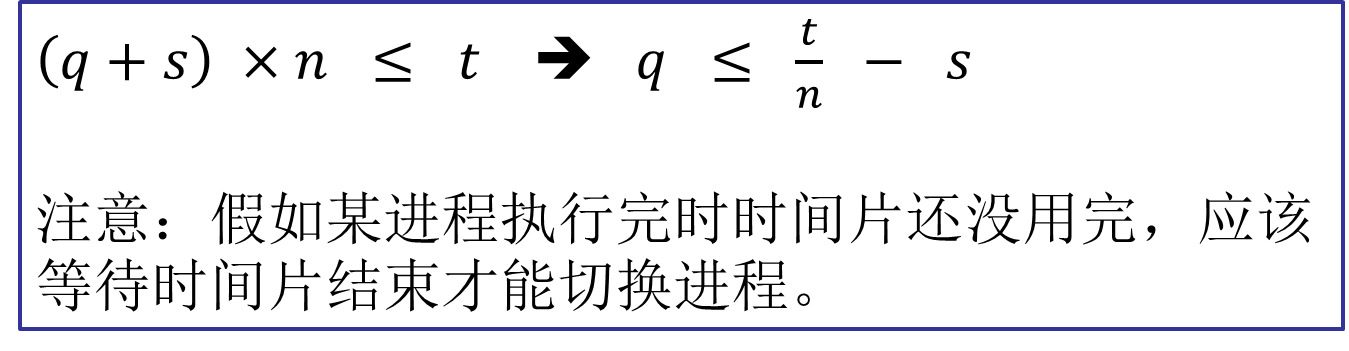 (q + s) × n ≤ t ➔ q ≤ t/n − s
注意：假如某进程执行完时时间片还没用完，应该
等待时间片结束才能切换进程。